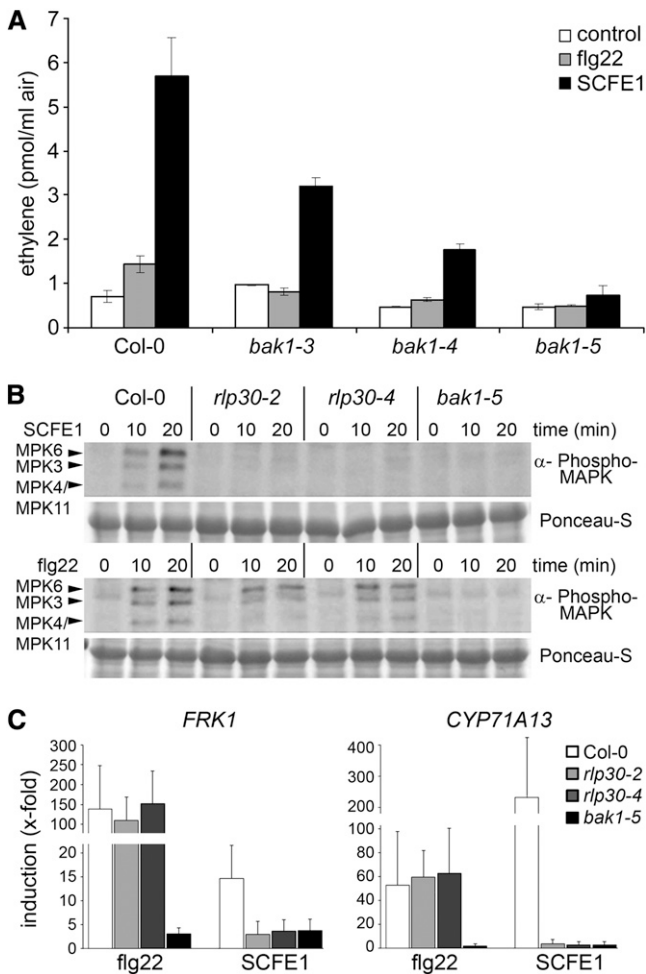 A
control
flg22
SCFE1
ethylene (pmol/ml air)
7
6
5
4
3
2
1
0
Col-0 bak1-3 bak1-4 bak1-5
B
Col-0 rlp30-2 rlp30-4 bak1-5
SCFE1 0 10 20 0 10 20 0 10 20 0 10 20 time (min)
MPK6
MPK3
MPK4/
MPK11
α- Phospho-
MAPK
Ponceau-S
flg22 0 10 20 0 10 20 0 10 20 0 10 20 time (min)
MPK6
MPK3
MPK4/
MPK11
α- Phospho-
MAPK
Ponceau-S
C
FRK1
induction (x-fold)
300
250
200
150
100
20
15
10
5
0
flg22 SCFE1
CYP71A13
400
300
200
80
60
40
20
0
flg22 SCFE1
Col-0
rlp30-2
rlp30-4
bak1-5